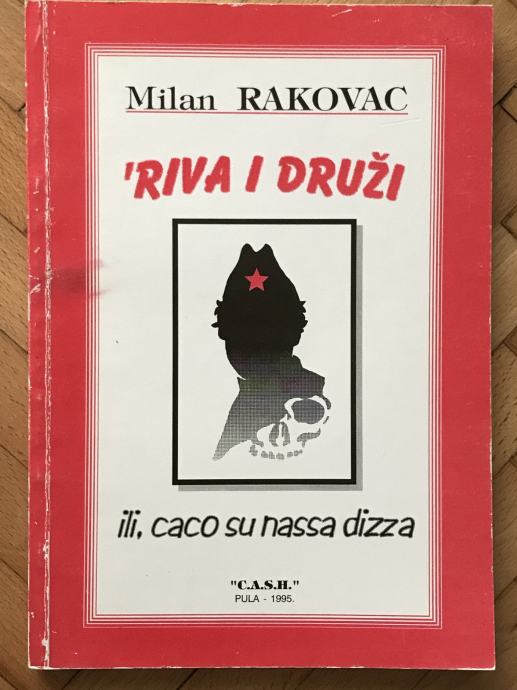 Milan RAKOVAC
'RIVA I DRUŽI
ili, caco su nassa dizza
"C.A.S.H."
PULA - 1995.